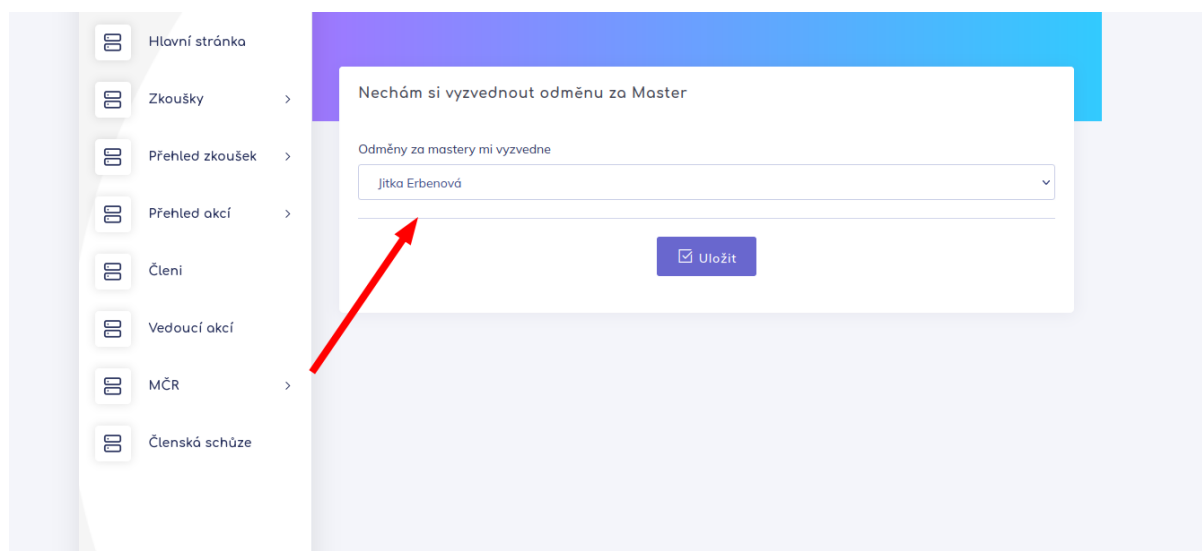 Hlavní stránka
Zkoušky
Přehled zkoušek
Přehled akcí
Členi
Vedoucí akcí
MČR
Členská schůze
Nechám si vyzvednout odměnu za Master
Odměny za mastery mi vyzvedne
Jitka Erbenová
Uložit